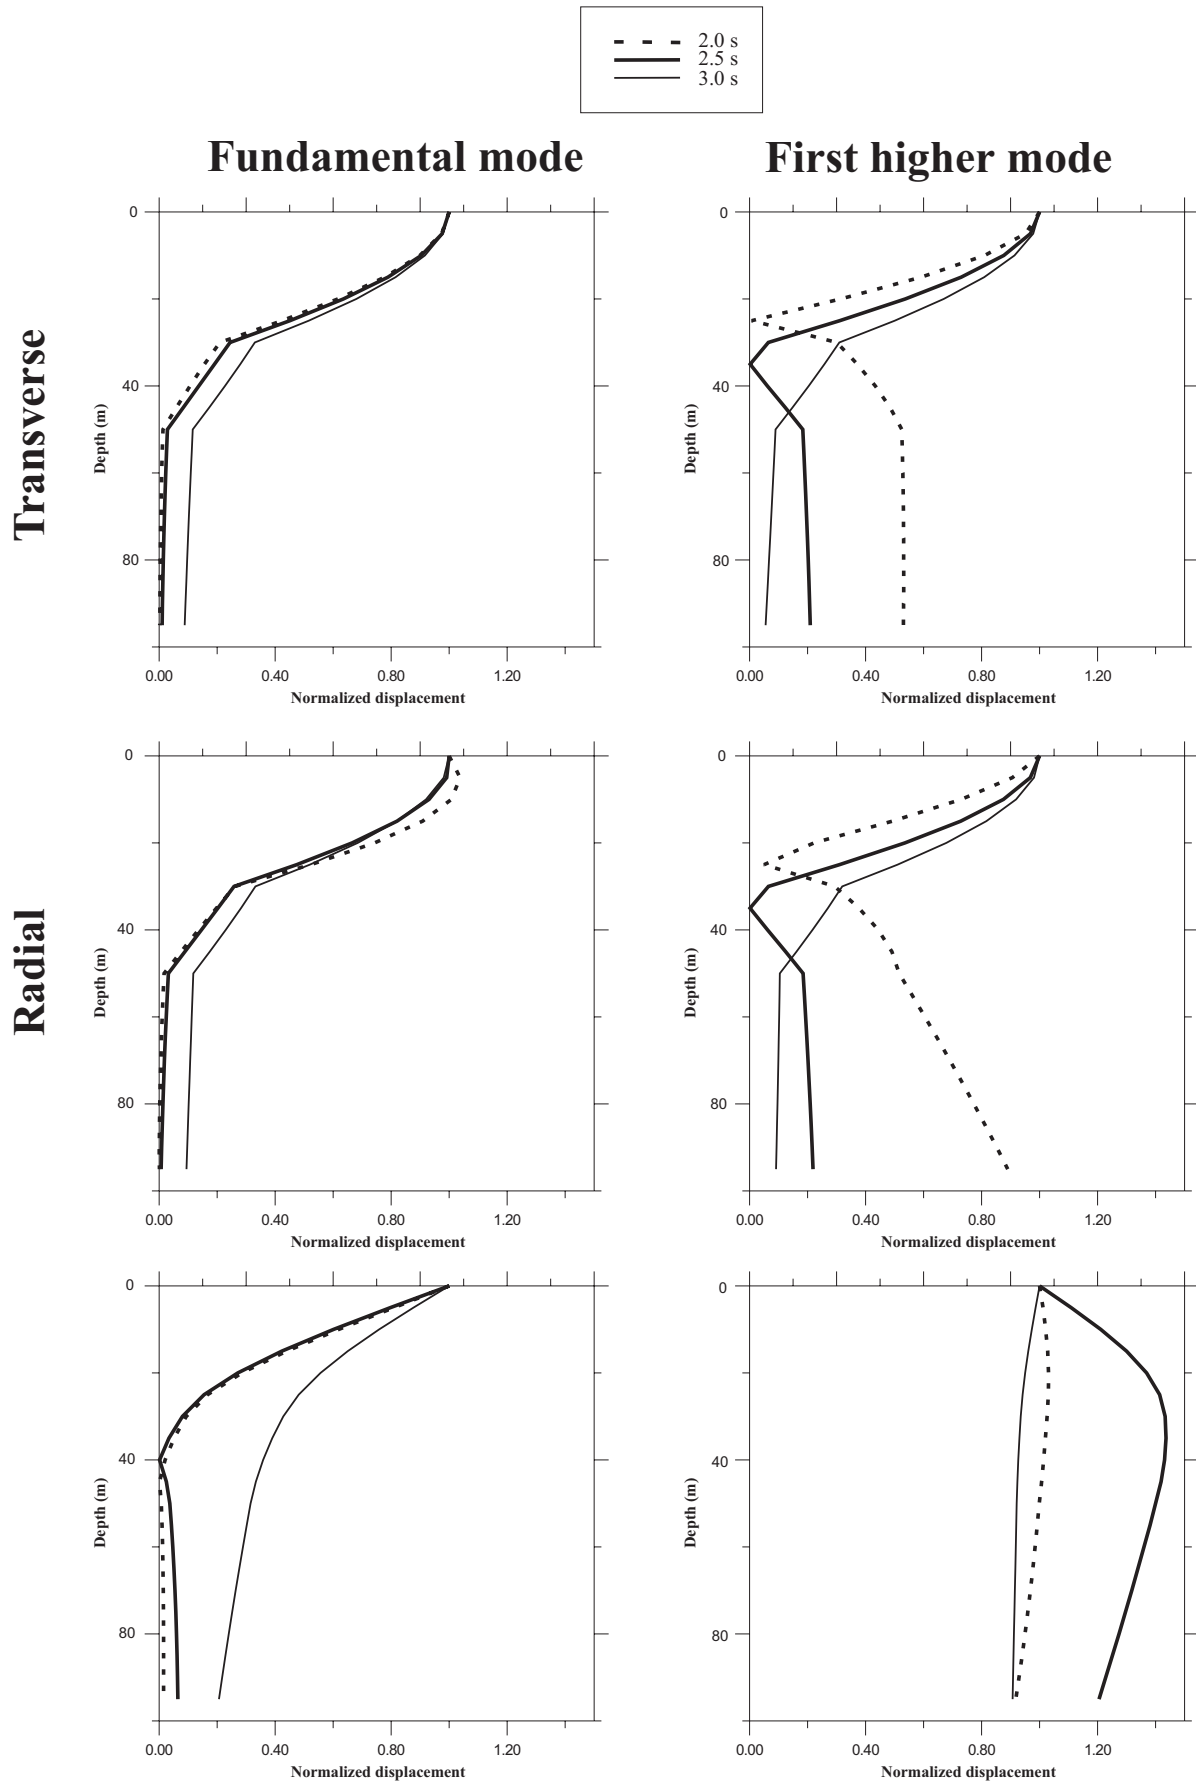 2.0 s
2.5 s
3.0 s
Fundamental mode
First higher mode
Transverse
0
40
80
Depth (m)
0.00 0.40 0.80 1.20
Normalized displacement
0
40
80
Depth (m)
0.00 0.40 0.80 1.20
Normalized displacement
Radial
0
40
80
Depth (m)
0.00 0.40 0.80 1.20
Normalized displacement
0
40
80
Depth (m)
0.00 0.40 0.80 1.20
Normalized displacement
0
40
80
Depth (m)
0.00 0.40 0.80 1.20
Normalized displacement
0
40
80
Depth (m)
0.00 0.40 0.80 1.20
Normalized displacement